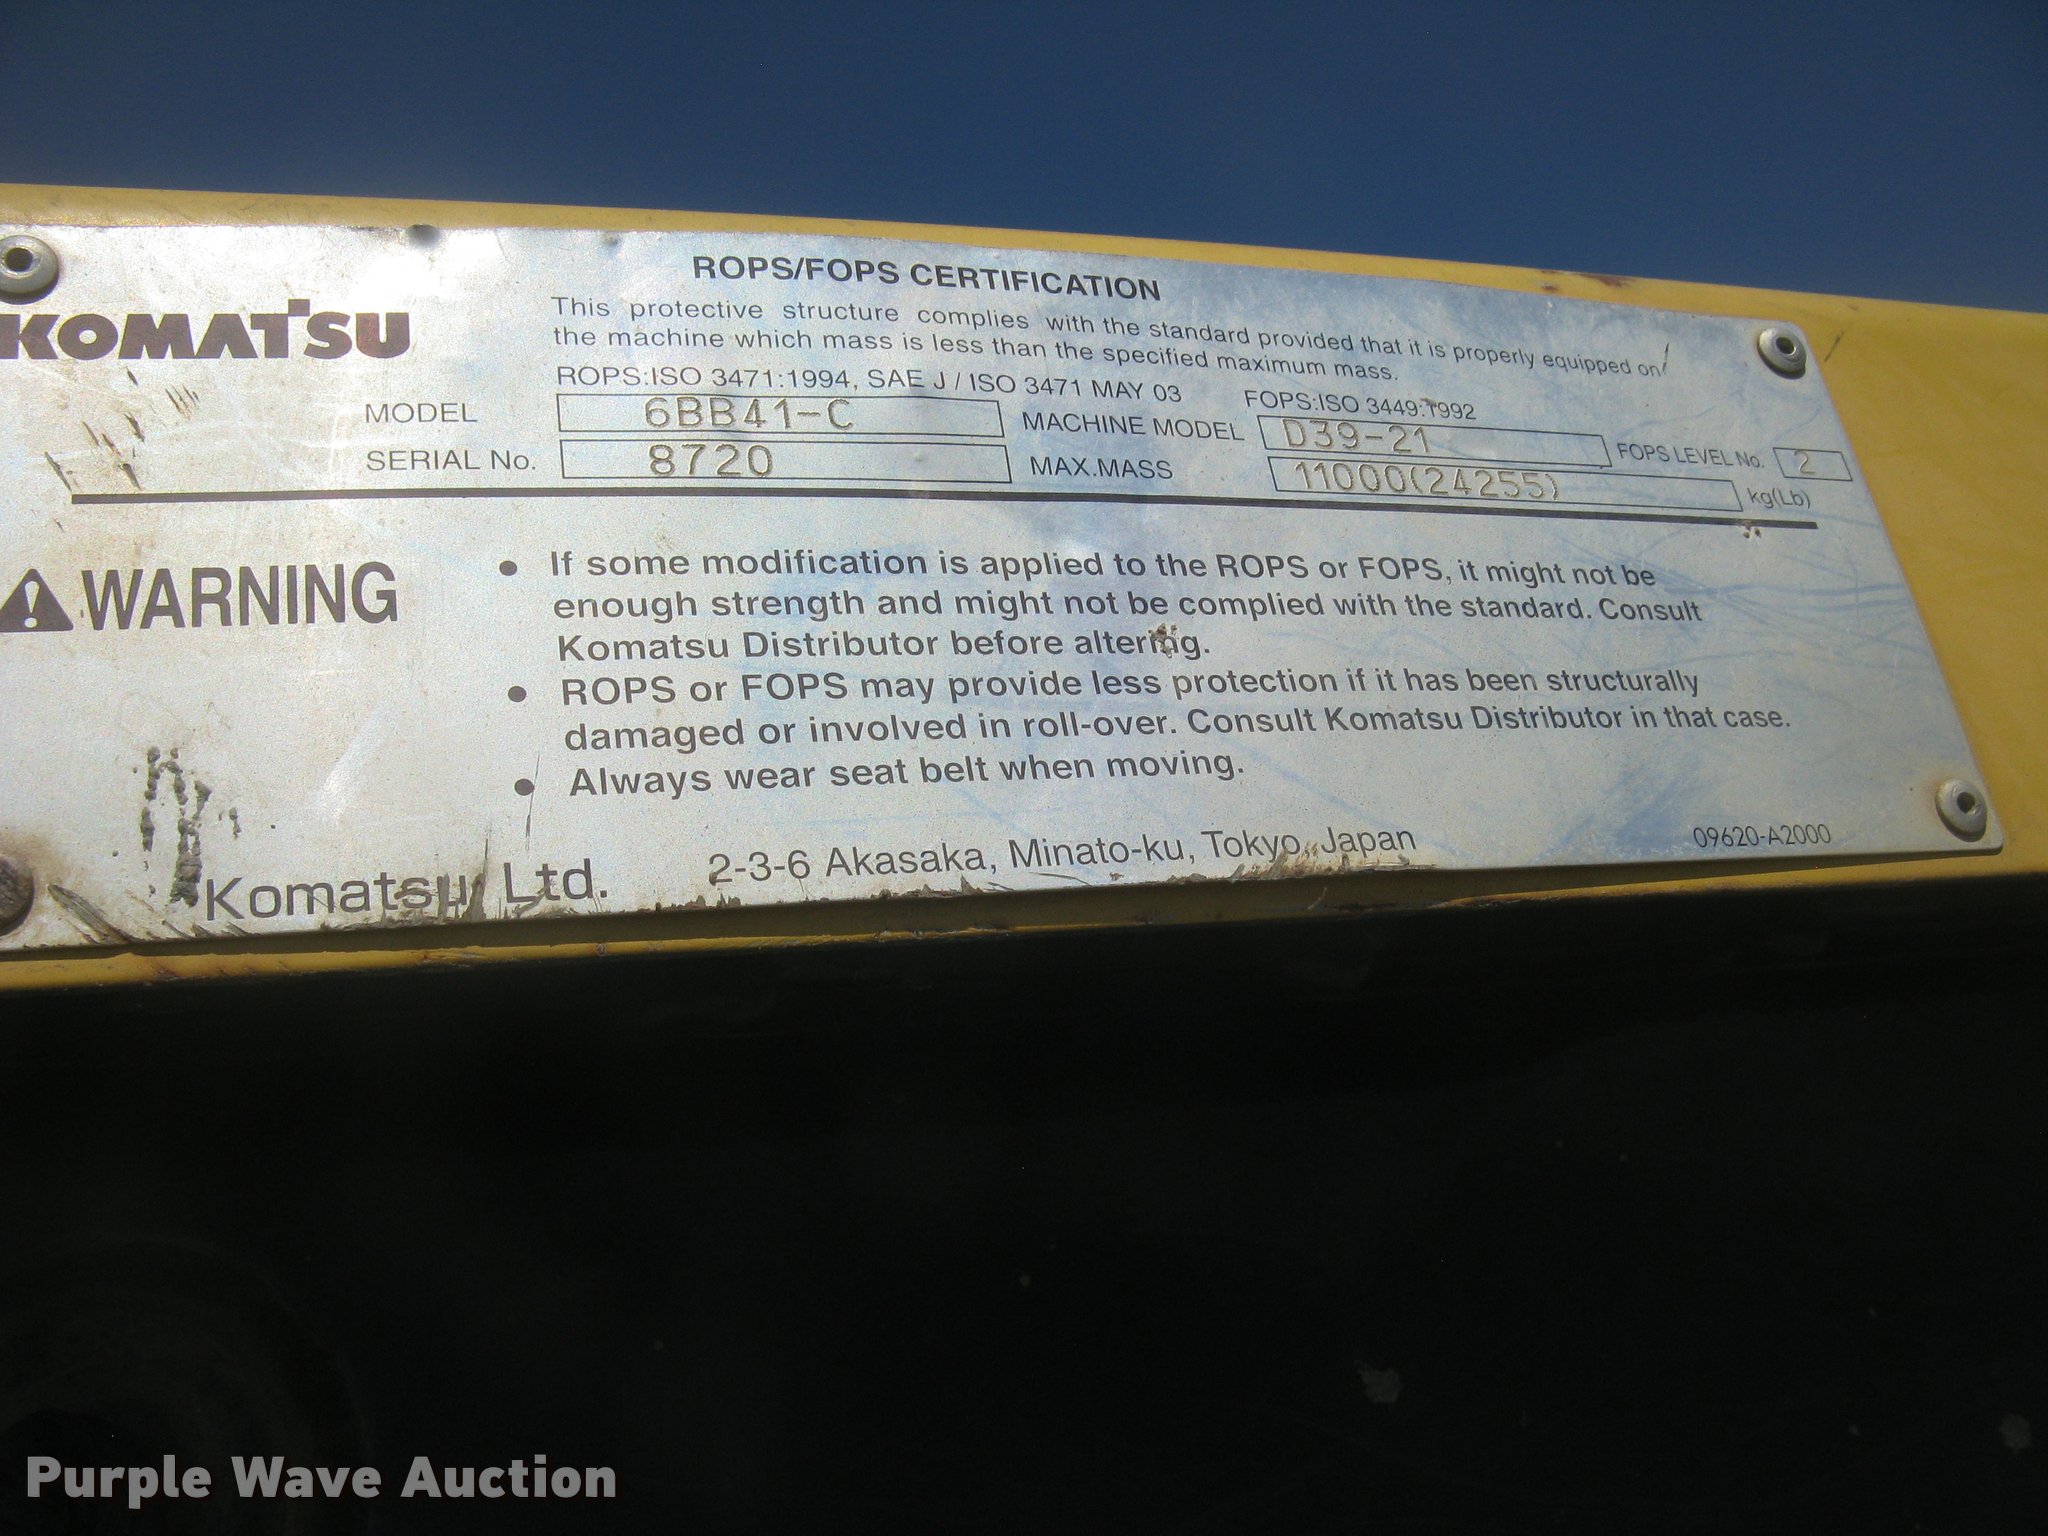 KOMATSU
ROPS/FOPS CERTIFICATION
This protective structure complies with the standard provided that it is properly equipped on
the machine which mass is less than the specified maximum mass.
ROPS:ISO 3471:1994, SAE J / ISO 3471 MAY 03 FOPS:ISO 3449:1992
MODEL 6BB41-C MACHINE MODEL D39-21 FOPS LEVEL No. 2
SERIAL No. 8720 MAX.MASS 11000(24255) kg(Lb)
WARNING
• If some modification is applied to the ROPS or FOPS, it might not be
enough strength and might not be complied with the standard. Consult
Komatsu Distributor before altering.
• ROPS or FOPS may provide less protection if it has been structurally
damaged or involved in roll-over. Consult Komatsu Distributor in that case.
• Always wear seat belt when moving.
Komatsu Ltd. 2-3-6 Akasaka, Minato-ku, Tokyo, Japan 09620-A2000
Purple Wave Auction